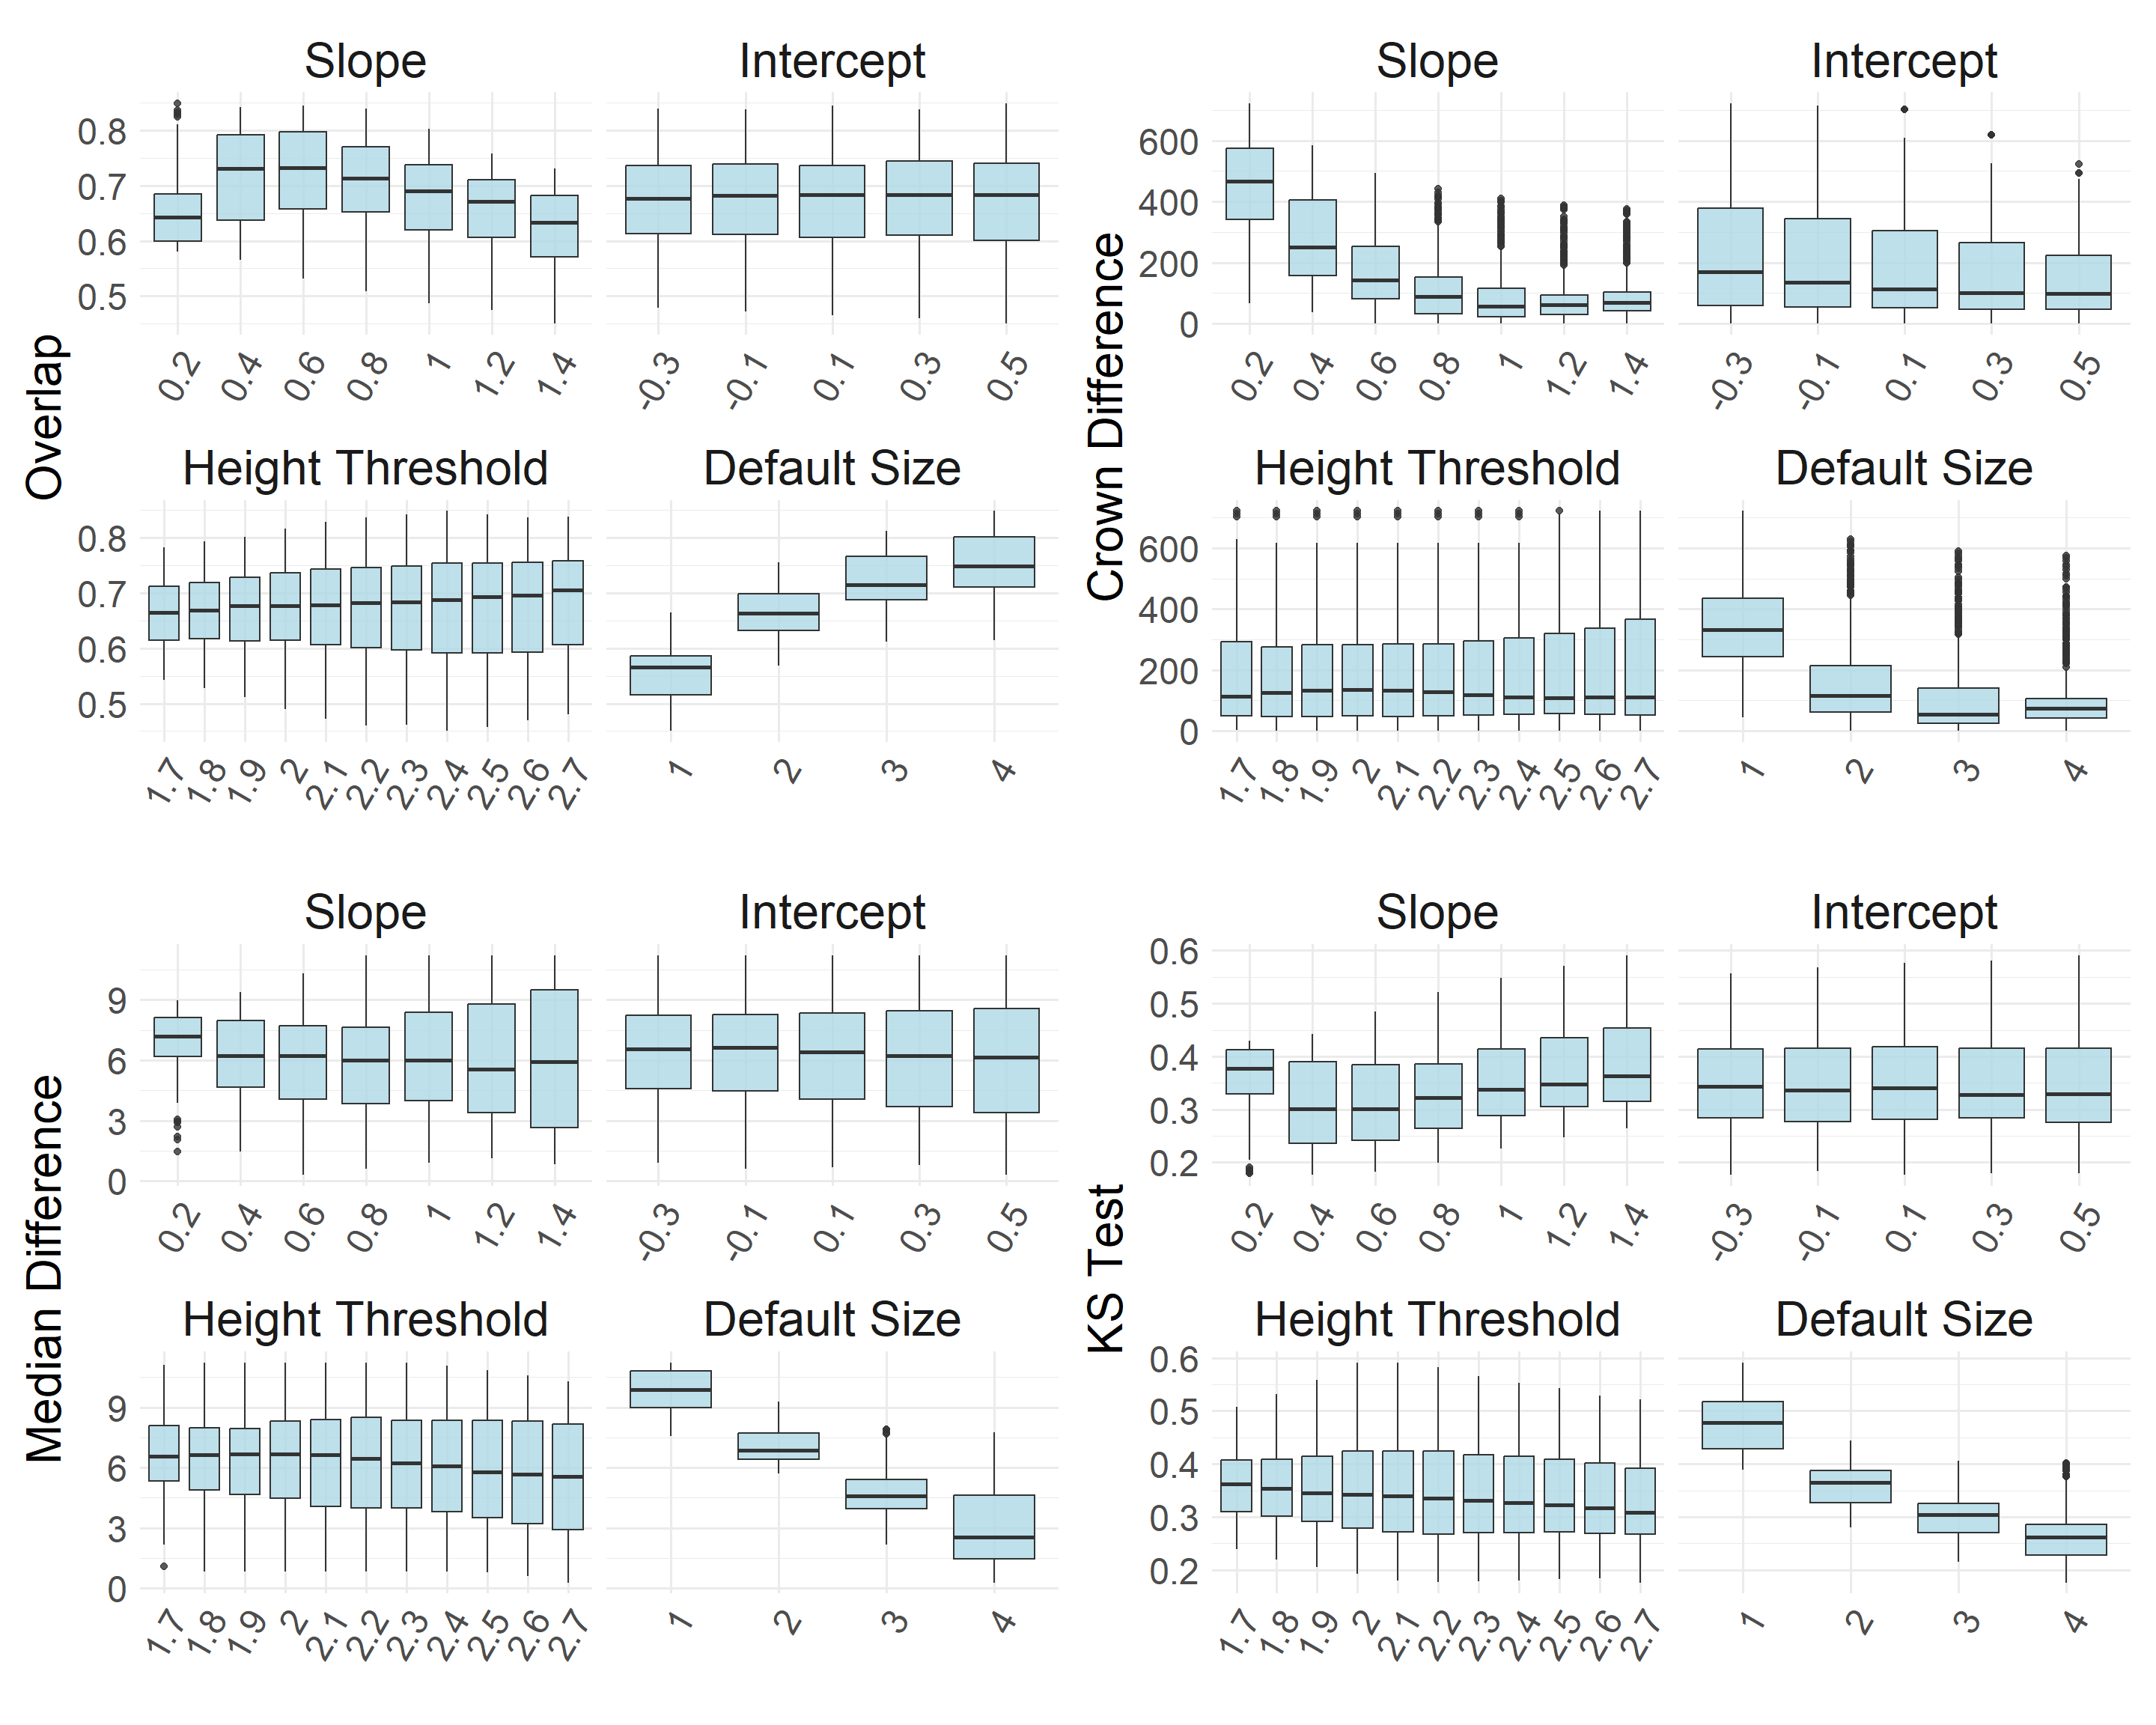 Overlap
Slope
0.8
0.7
0.6
0.5
0.2 0.4 0.6 0.8 1 1.2 1.4
Intercept
-0.3 -0.1 0.1 0.3 0.5
Height Threshold
0.8
0.7
0.6
0.5
1.7 1.8 1.9 2 2.1 2.2 2.3 2.4 2.5 2.6 2.7
Default Size
1 2 3 4
Crown Difference
Slope
600
400
200
0
0.2 0.4 0.6 0.8 1 1.2 1.4
Intercept
-0.3 -0.1 0.1 0.3 0.5
Height Threshold
600
400
200
0
1.7 1.8 1.9 2 2.1 2.2 2.3 2.4 2.5 2.6 2.7
Default Size
1 2 3 4
Median Difference
Slope
9
6
3
0
0.2 0.4 0.6 0.8 1 1.2 1.4
Intercept
-0.3 -0.1 0.1 0.3 0.5
Height Threshold
9
6
3
0
1.7 1.8 1.9 2 2.1 2.2 2.3 2.4 2.5 2.6 2.7
Default Size
1 2 3 4
KS Test
Slope
0.6
0.5
0.4
0.3
0.2
0.2 0.4 0.6 0.8 1 1.2 1.4
Intercept
-0.3 -0.1 0.1 0.3 0.5
Height Threshold
0.6
0.5
0.4
0.3
0.2
1.7 1.8 1.9 2 2.1 2.2 2.3 2.4 2.5 2.6 2.7
Default Size
1 2 3 4